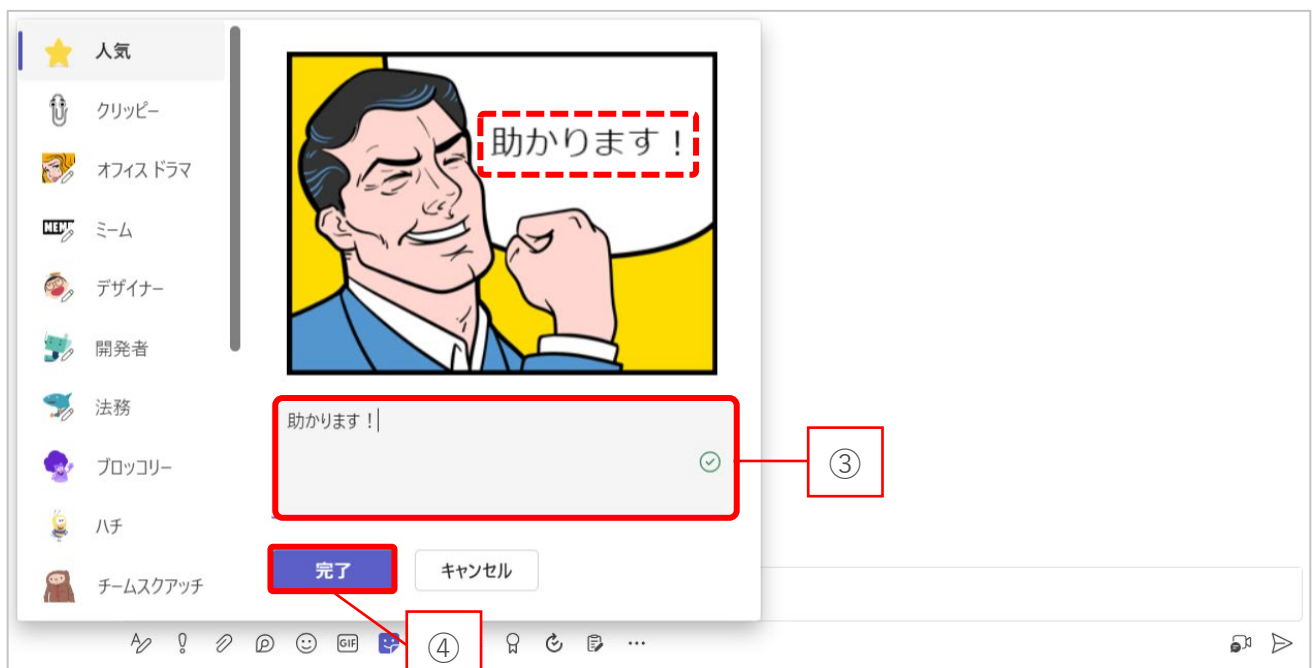 人気
クリッピー
オフィス ドラマ
MEME ミーム
デザイナー
開発者
法務
ブロッコリー
ハチ
チームスクアッチ
助かります！
助かります！
③
完了
キャンセル
④
GIF